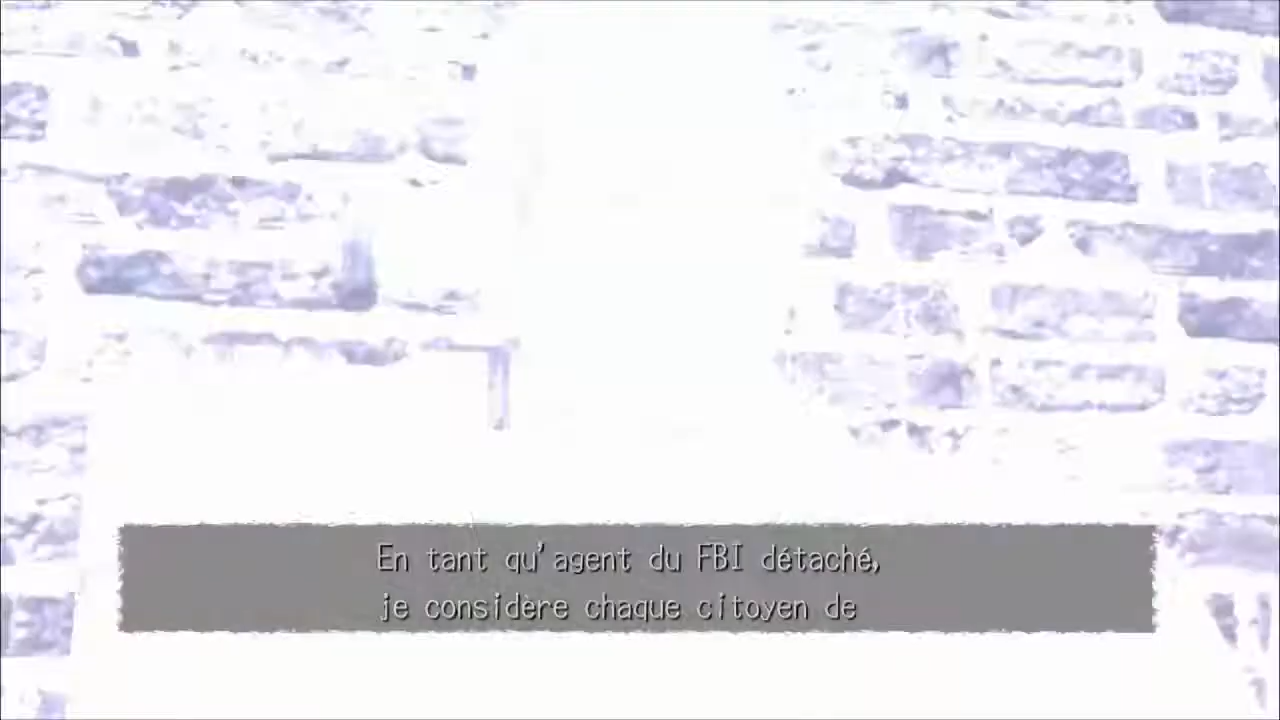 En tant qu'agent du FBI détaché,
je considère chaque citoyen de